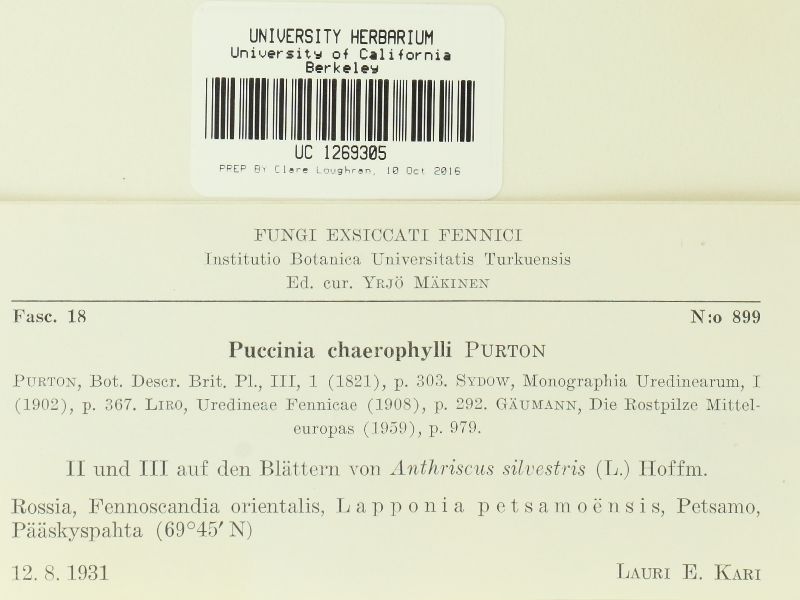 UNIVERSITY HERBARIUM
University of California
Berkeley
UC 1269305
PREP BY Clare Loughran, 10 Oct 2016
FUNGI EXSICCATI FENNICI
Institutio Botanica Universitatis Turkuensis
Ed. cur. YRJÖ MÄKINEN
Fasc. 18 N:o 899
Puccinia chaerophylli PURTON
PURTON, Bot. Descr. Brit. Pl., III, 1 (1821), p. 303. SYDOW, Monographia Uredinearum, I
(1902), p. 367. LIRO, Uredineae Fennicae (1908), p. 292. GÄUMANN, Die Rostpilze Mittel-
europas (1959), p. 979.
II und III auf den Blättern von Anthriscus silvestris (L.) Hoffm.
Rossia, Fennoscandia orientalis, Lapponia petsamoënsis, Petsamo,
Pääskyspahta (69°45′ N)
12. 8. 1931 LAURI E. KARI